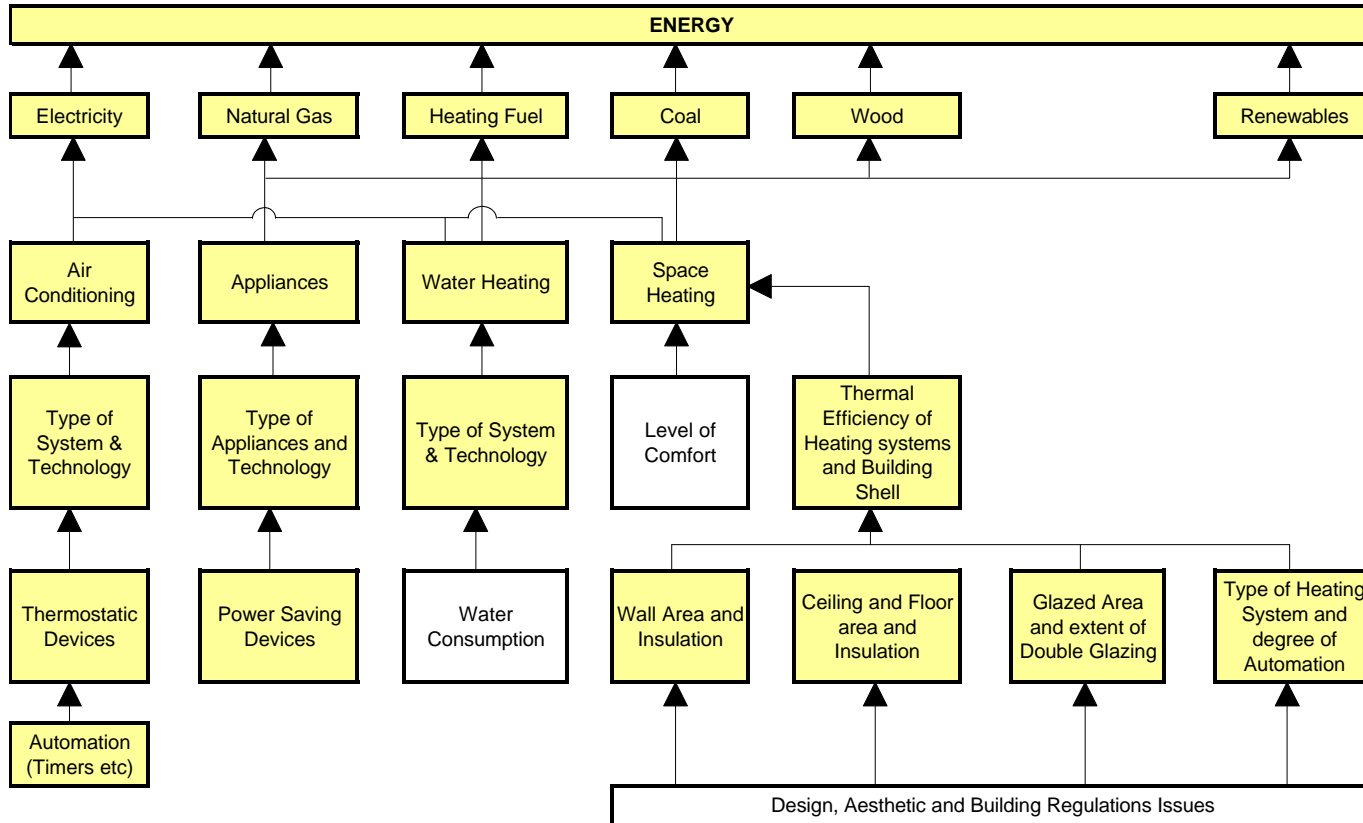 ENERGY
Electricity
Natural Gas
Heating Fuel
Coal
Wood
Renewables
Air
Conditioning
Appliances
Water Heating
Space
Heating
Type of
System &
Technology
Type of
Appliances and
Technology
Type of System
& Technology
Level of
Comfort
Thermal
Efficiency of
Heating systems
and Building
Shell
Thermostatic
Devices
Power Saving
Devices
Water
Consumption
Wall Area and
Insulation
Ceiling and Floor
area and
Insulation
Glazed Area
and extent of
Double Glazing
Type of Heating
System and
degree of
Automation
Automation
(Timers etc)
Design, Aesthetic and Building Regulations Issues